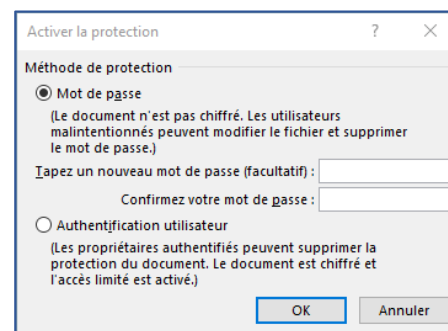 Activer la protection ? ×
Méthode de protection
Mot de passe
(Le document n'est pas chiffré. Les utilisateurs
malintentionnés peuvent modifier le fichier et supprimer
le mot de passe.)
Tapez un nouveau mot de passe (facultatif) :
Confirmez votre mot de passe :
Authentification utilisateur
(Les propriétaires authentifiés peuvent supprimer la
protection du document. Le document est chiffré et
l'accès limité est activé.)
OK Annuler